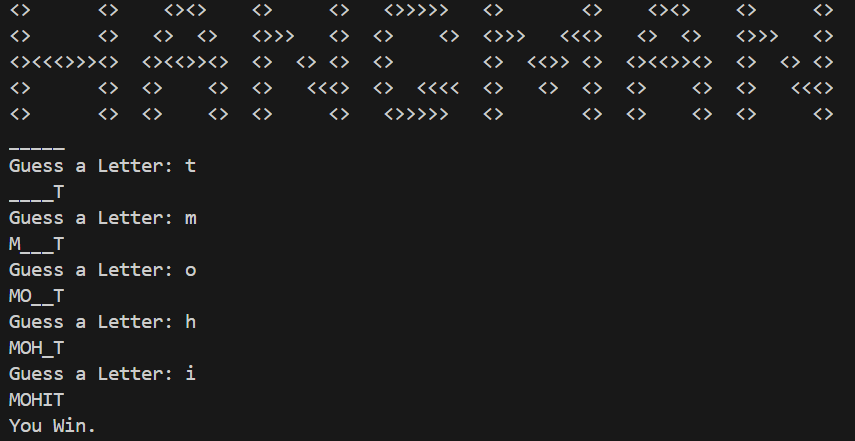 <>      <>    <><>    <>     <>   <>>>>>   <>       <>    <><>    <>     <>
<>      <>   <>  <>   <>>>   <>  <>    <>  <>>>   <<<>   <>  <>   <>>>   <>
<><<<>>><>  <><<>><>  <>  <> <>  <>        <>  <<>> <>  <><<>><>  <>  <> <>
<>      <>  <>    <>  <>   <<<>  <>  <<<<  <>   <>  <>  <>    <>  <>   <<<>
<>      <>  <>    <>  <>     <>   <>>>>>   <>       <>  <>    <>  <>     <>
_____
Guess a Letter: t
____T
Guess a Letter: m
M___T
Guess a Letter: o
MO__T
Guess a Letter: h
MOH_T
Guess a Letter: i
MOHIT
You Win.